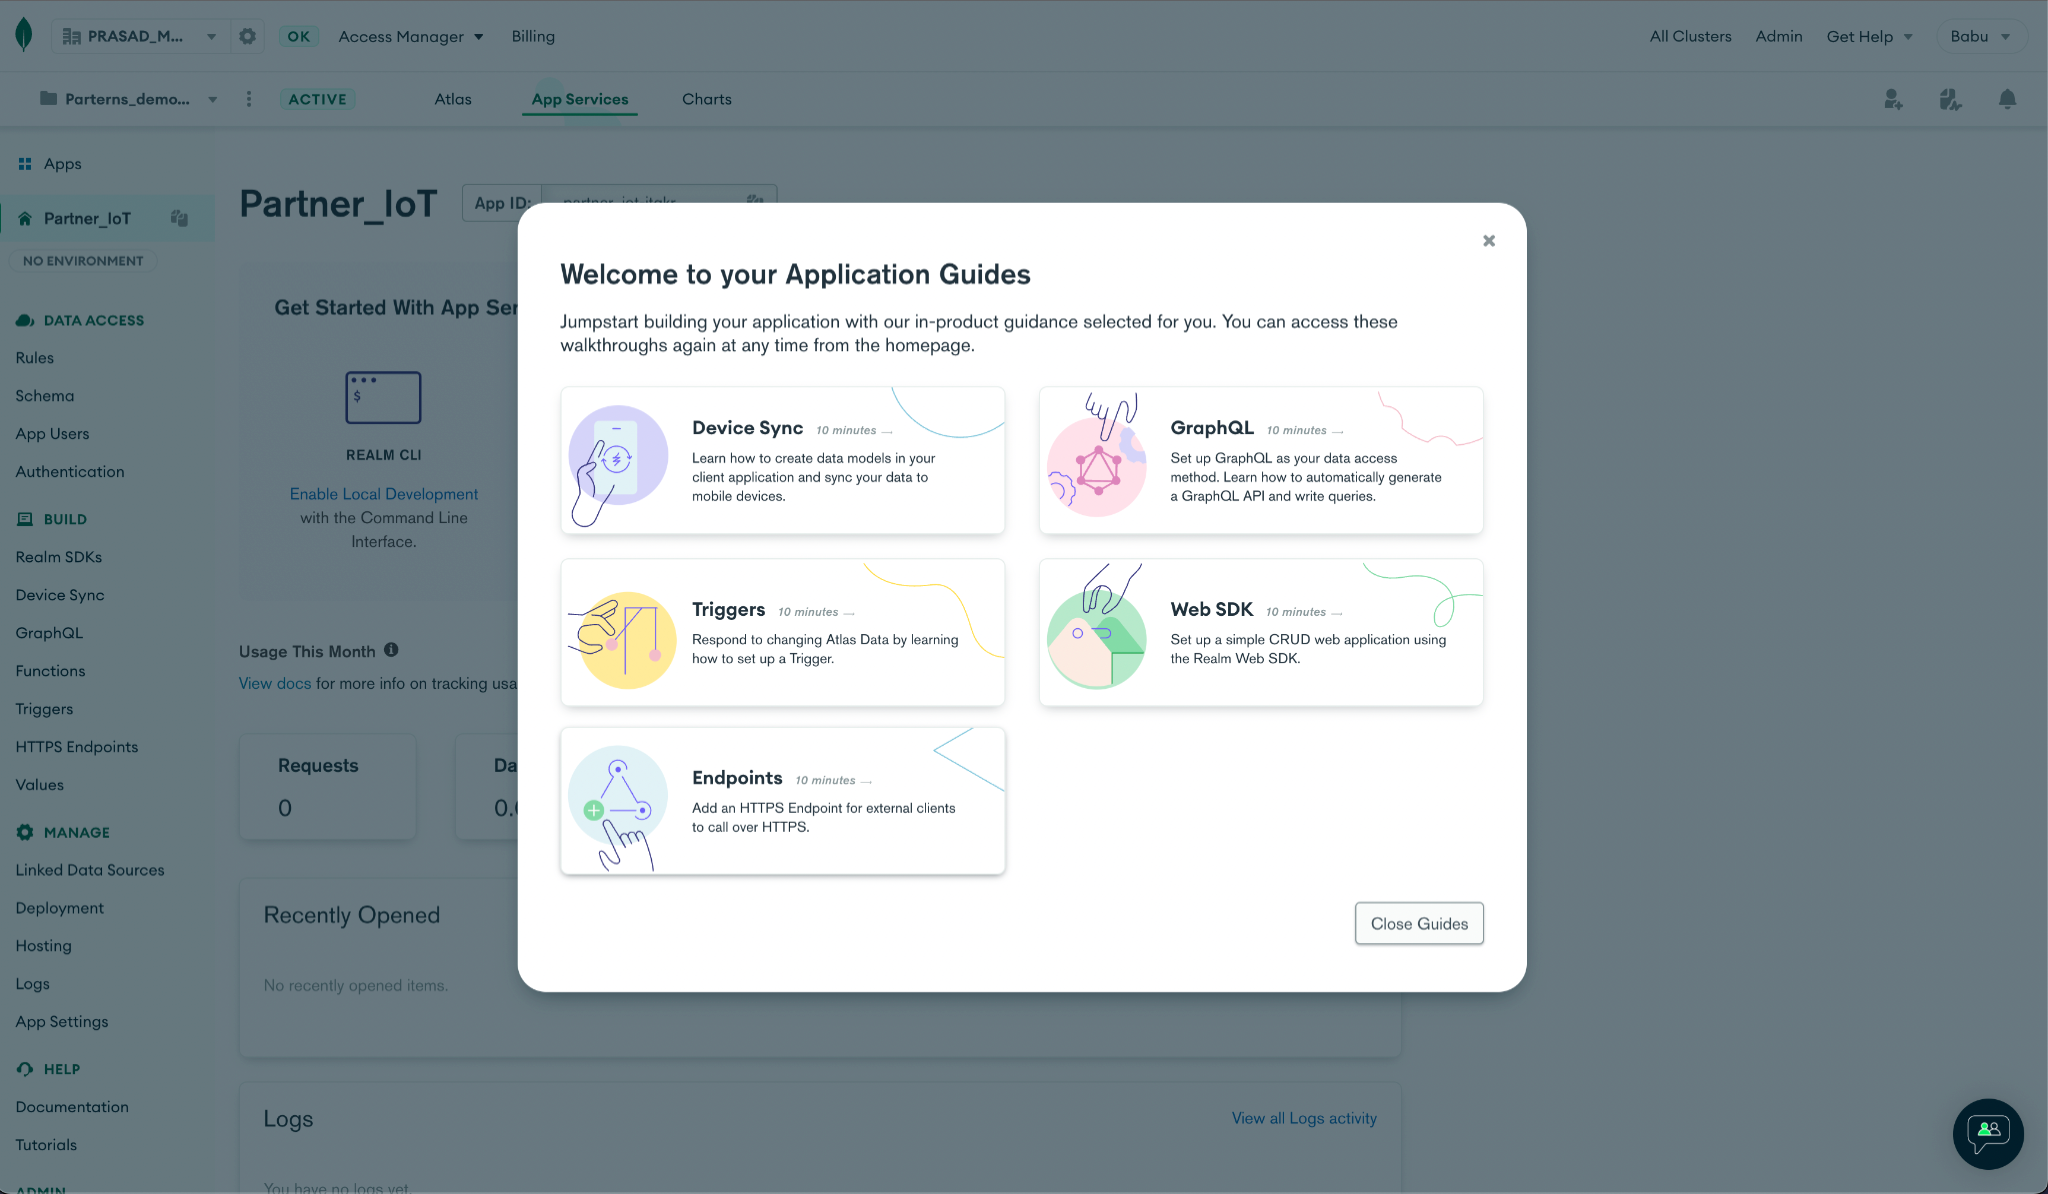 PRASAD_M...
OK
Access Manager
Billing
All Clusters
Admin
Get Help
Babu
Parterns_demo...
ACTIVE
Atlas
App Services
Charts
Apps
Partner_IoT
NO ENVIRONMENT
DATA ACCESS
Rules
Schema
App Users
Authentication
BUILD
Realm SDKs
Device Sync
GraphQL
Functions
Triggers
HTTPS Endpoints
Values
MANAGE
Linked Data Sources
Deployment
Hosting
Logs
App Settings
HELP
Documentation
Tutorials
ADMIN
Partner_IoT
App ID:
Get Started With App Ser
$
REALM CLI
Enable Local Development
with the Command Line
Interface.
Usage This Month
View docs for more info on tracking usa
Requests
0
Da
0.0
Recently Opened
No recently opened items.
Logs
View all Logs activity
You have no logs yet.
Welcome to your Application Guides
Jumpstart building your application with our in-product guidance selected for you. You can access these
walkthroughs again at any time from the homepage.
Device Sync 10 minutes →
Learn how to create data models in your
client application and sync your data to
mobile devices.
GraphQL 10 minutes →
Set up GraphQL as your data access
method. Learn how to automatically generate
a GraphQL API and write queries.
Triggers 10 minutes →
Respond to changing Atlas Data by learning
how to set up a Trigger.
Web SDK 10 minutes →
Set up a simple CRUD web application using
the Realm Web SDK.
Endpoints 10 minutes →
Add an HTTPS Endpoint for external clients
to call over HTTPS.
Close Guides